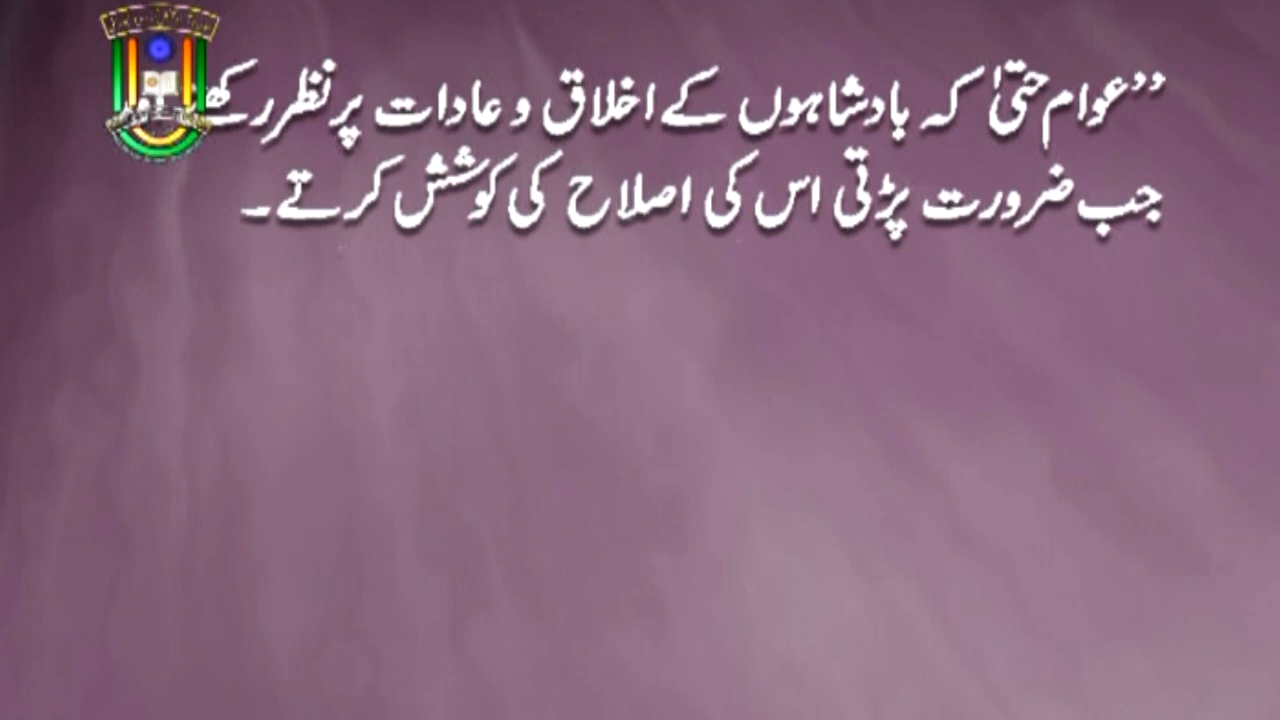 ”عوام حتیٰ کہ بادشاہوں کے اخلاق و عادات پر نظر رکھتے
جب ضرورت پڑتی اس کی اصلاح کی کوشش کرتے۔